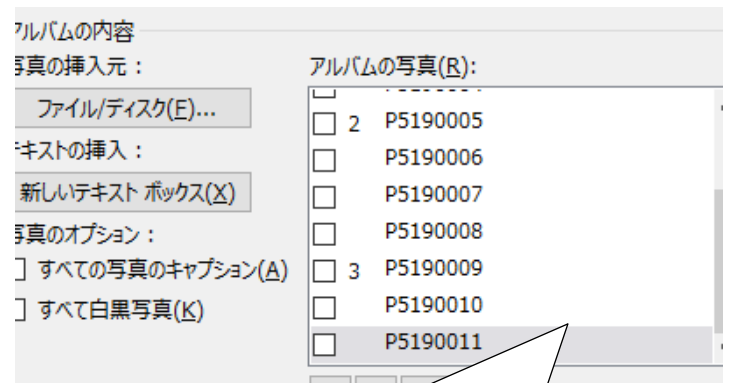 アルバムの内容
写真の挿入元：
ファイル/ディスク(F)...
テキストの挿入：
新しいテキスト ボックス(X)
写真のオプション：
すべての写真のキャプション(A)
すべて白黒写真(K)
アルバムの写真(R):
2 P5190005
P5190006
P5190007
P5190008
3 P5190009
P5190010
P5190011